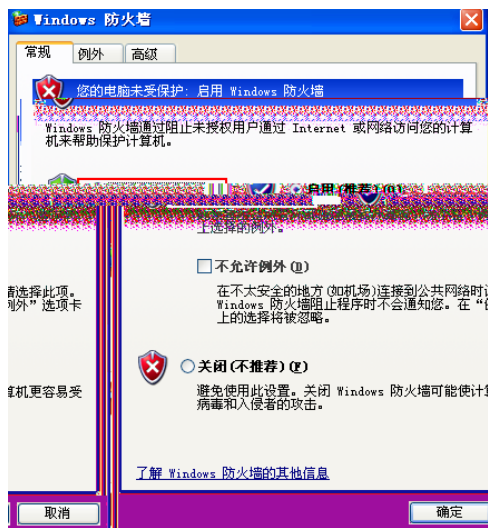 Windows 防火墙
常规 例外 高级
您的电脑未受保护: 启用 Windows 防火墙
Windows 防火墙通过阻止未授权用户通过 Internet 或网络访问您的计算
机来帮助保护计算机。
启用(推荐)(O)
上选择的例外。
不允许例外(D)
请选择此项。
在不太安全的地方(如机场)连接到公共网络时
例外”选项卡
Windows 防火墙阻止程序时不会通知您。在“
上的选择将被忽略。
关闭(不推荐)(F)
算机更容易受
避免使用此设置。关闭 Windows 防火墙可能使计
病毒和入侵者的攻击。
了解 Windows 防火墙的其他信息
取消
确定